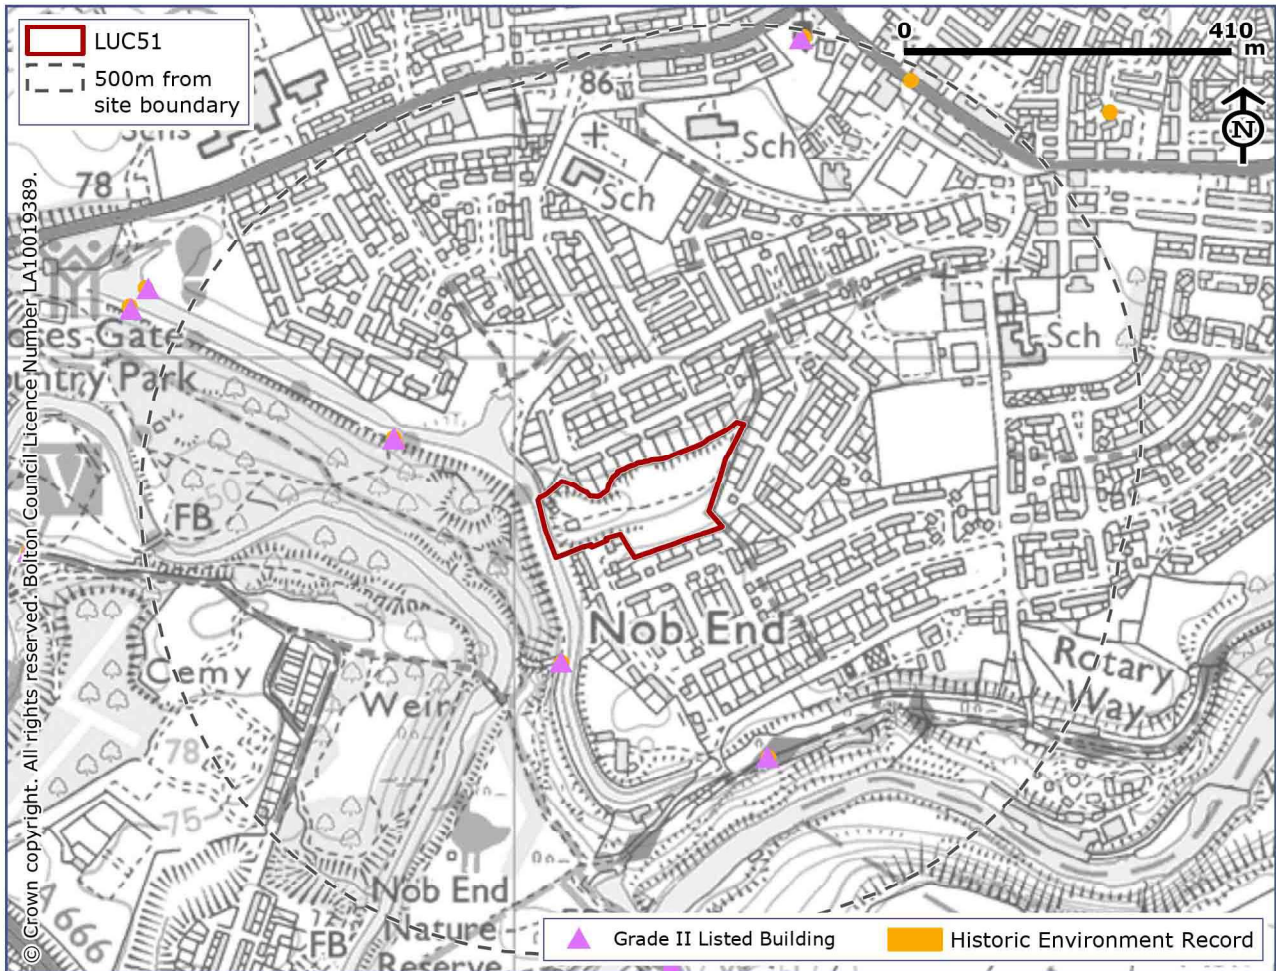 LUC51
500m from
site boundary
0
410
m
N
86
Sch
Sch
78
Country Park
Sch
FB
Nob End
Rotary
Way
Cemy
Weir
78
75
Nob End
Nature
Reserve
A 666
FB
Grade II Listed Building
Historic Environment Record
© Crown copyright. All rights reserved. Bolton Council Licence Number LA100019389.